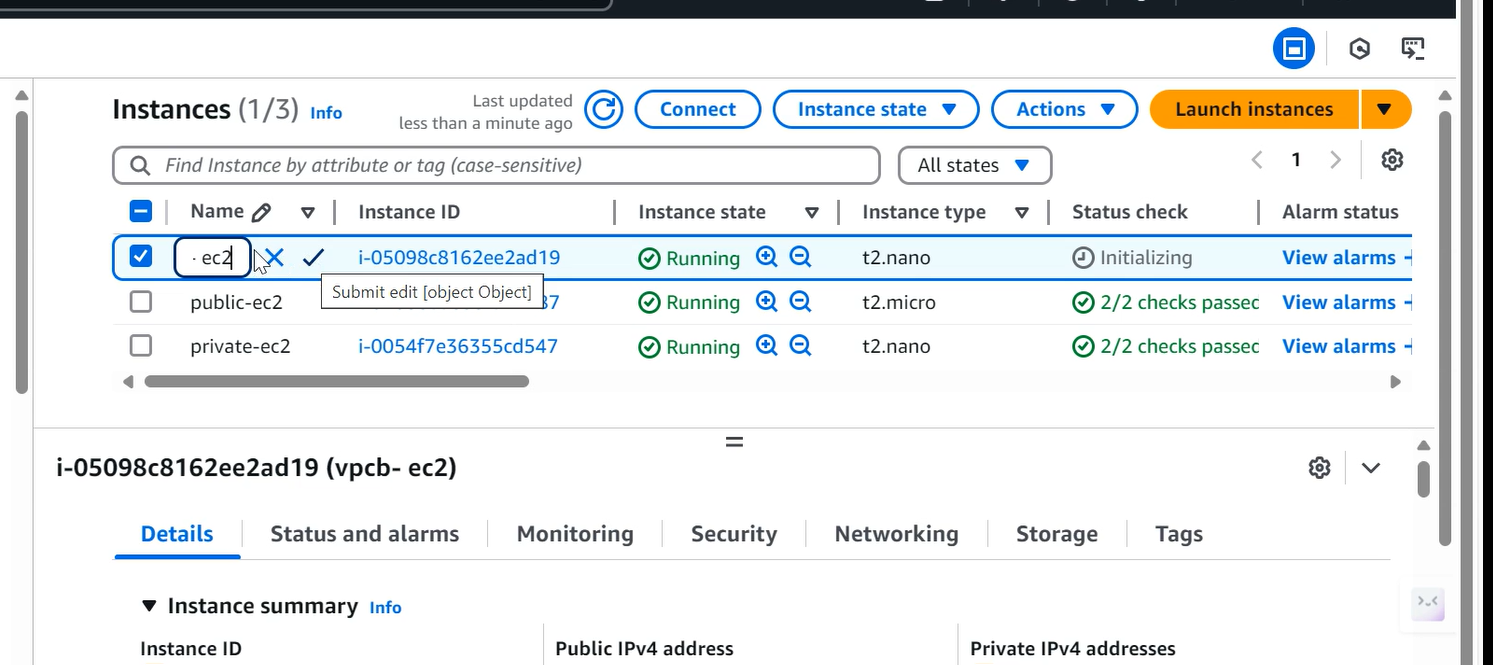 Instances (1/3) Info
Last updated
less than a minute ago
Connect
Instance state
Actions
Launch instances
Find Instance by attribute or tag (case-sensitive)
All states
1
Name Instance ID Instance state Instance type Status check Alarm status
- ec2 i-05098c8162ee2ad19 Running t2.nano Initializing View alarms
Submit edit [object Object]
public-ec2 37 Running t2.micro 2/2 checks passed View alarms
private-ec2 i-0054f7e36355cd547 Running t2.nano 2/2 checks passed View alarms
i-05098c8162ee2ad19 (vpcb- ec2)
Details Status and alarms Monitoring Security Networking Storage Tags
Instance summary Info
Instance ID Public IPv4 address Private IPv4 addresses